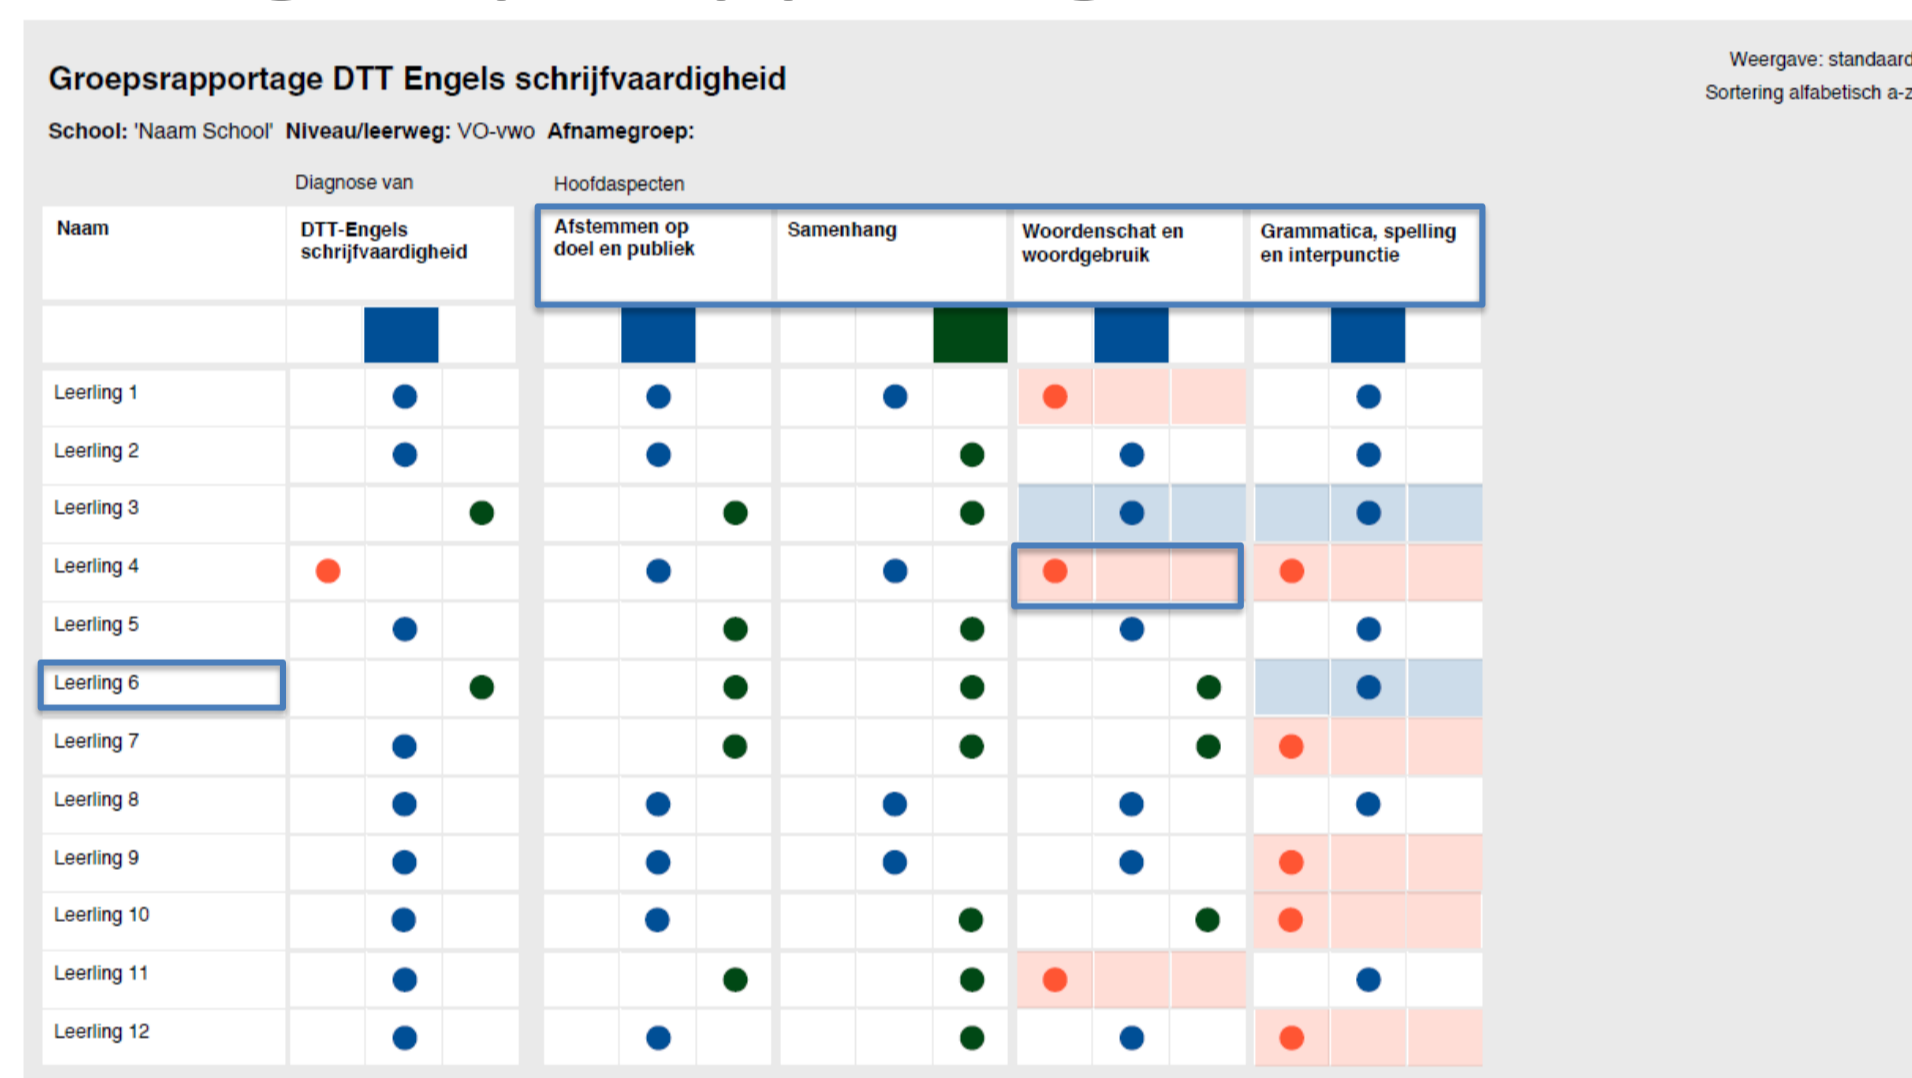 Groepsrapportage DTT Engels schrijfvaardigheid
Weergave: standaard
Sortering alfabetisch a-z
School: 'Naam School' Niveau/leerweg: VO-vwo Afnamegroep:
Diagnose van
Hoofdaspecten
Naam
DTT-Engels
schrijfvaardigheid
Afstemmen op
doel en publiek
Samenhang
Woordenschat en
woordgebruik
Grammatica, spelling
en interpunctie
Leerling 1
Leerling 2
Leerling 3
Leerling 4
Leerling 5
Leerling 6
Leerling 7
Leerling 8
Leerling 9
Leerling 10
Leerling 11
Leerling 12